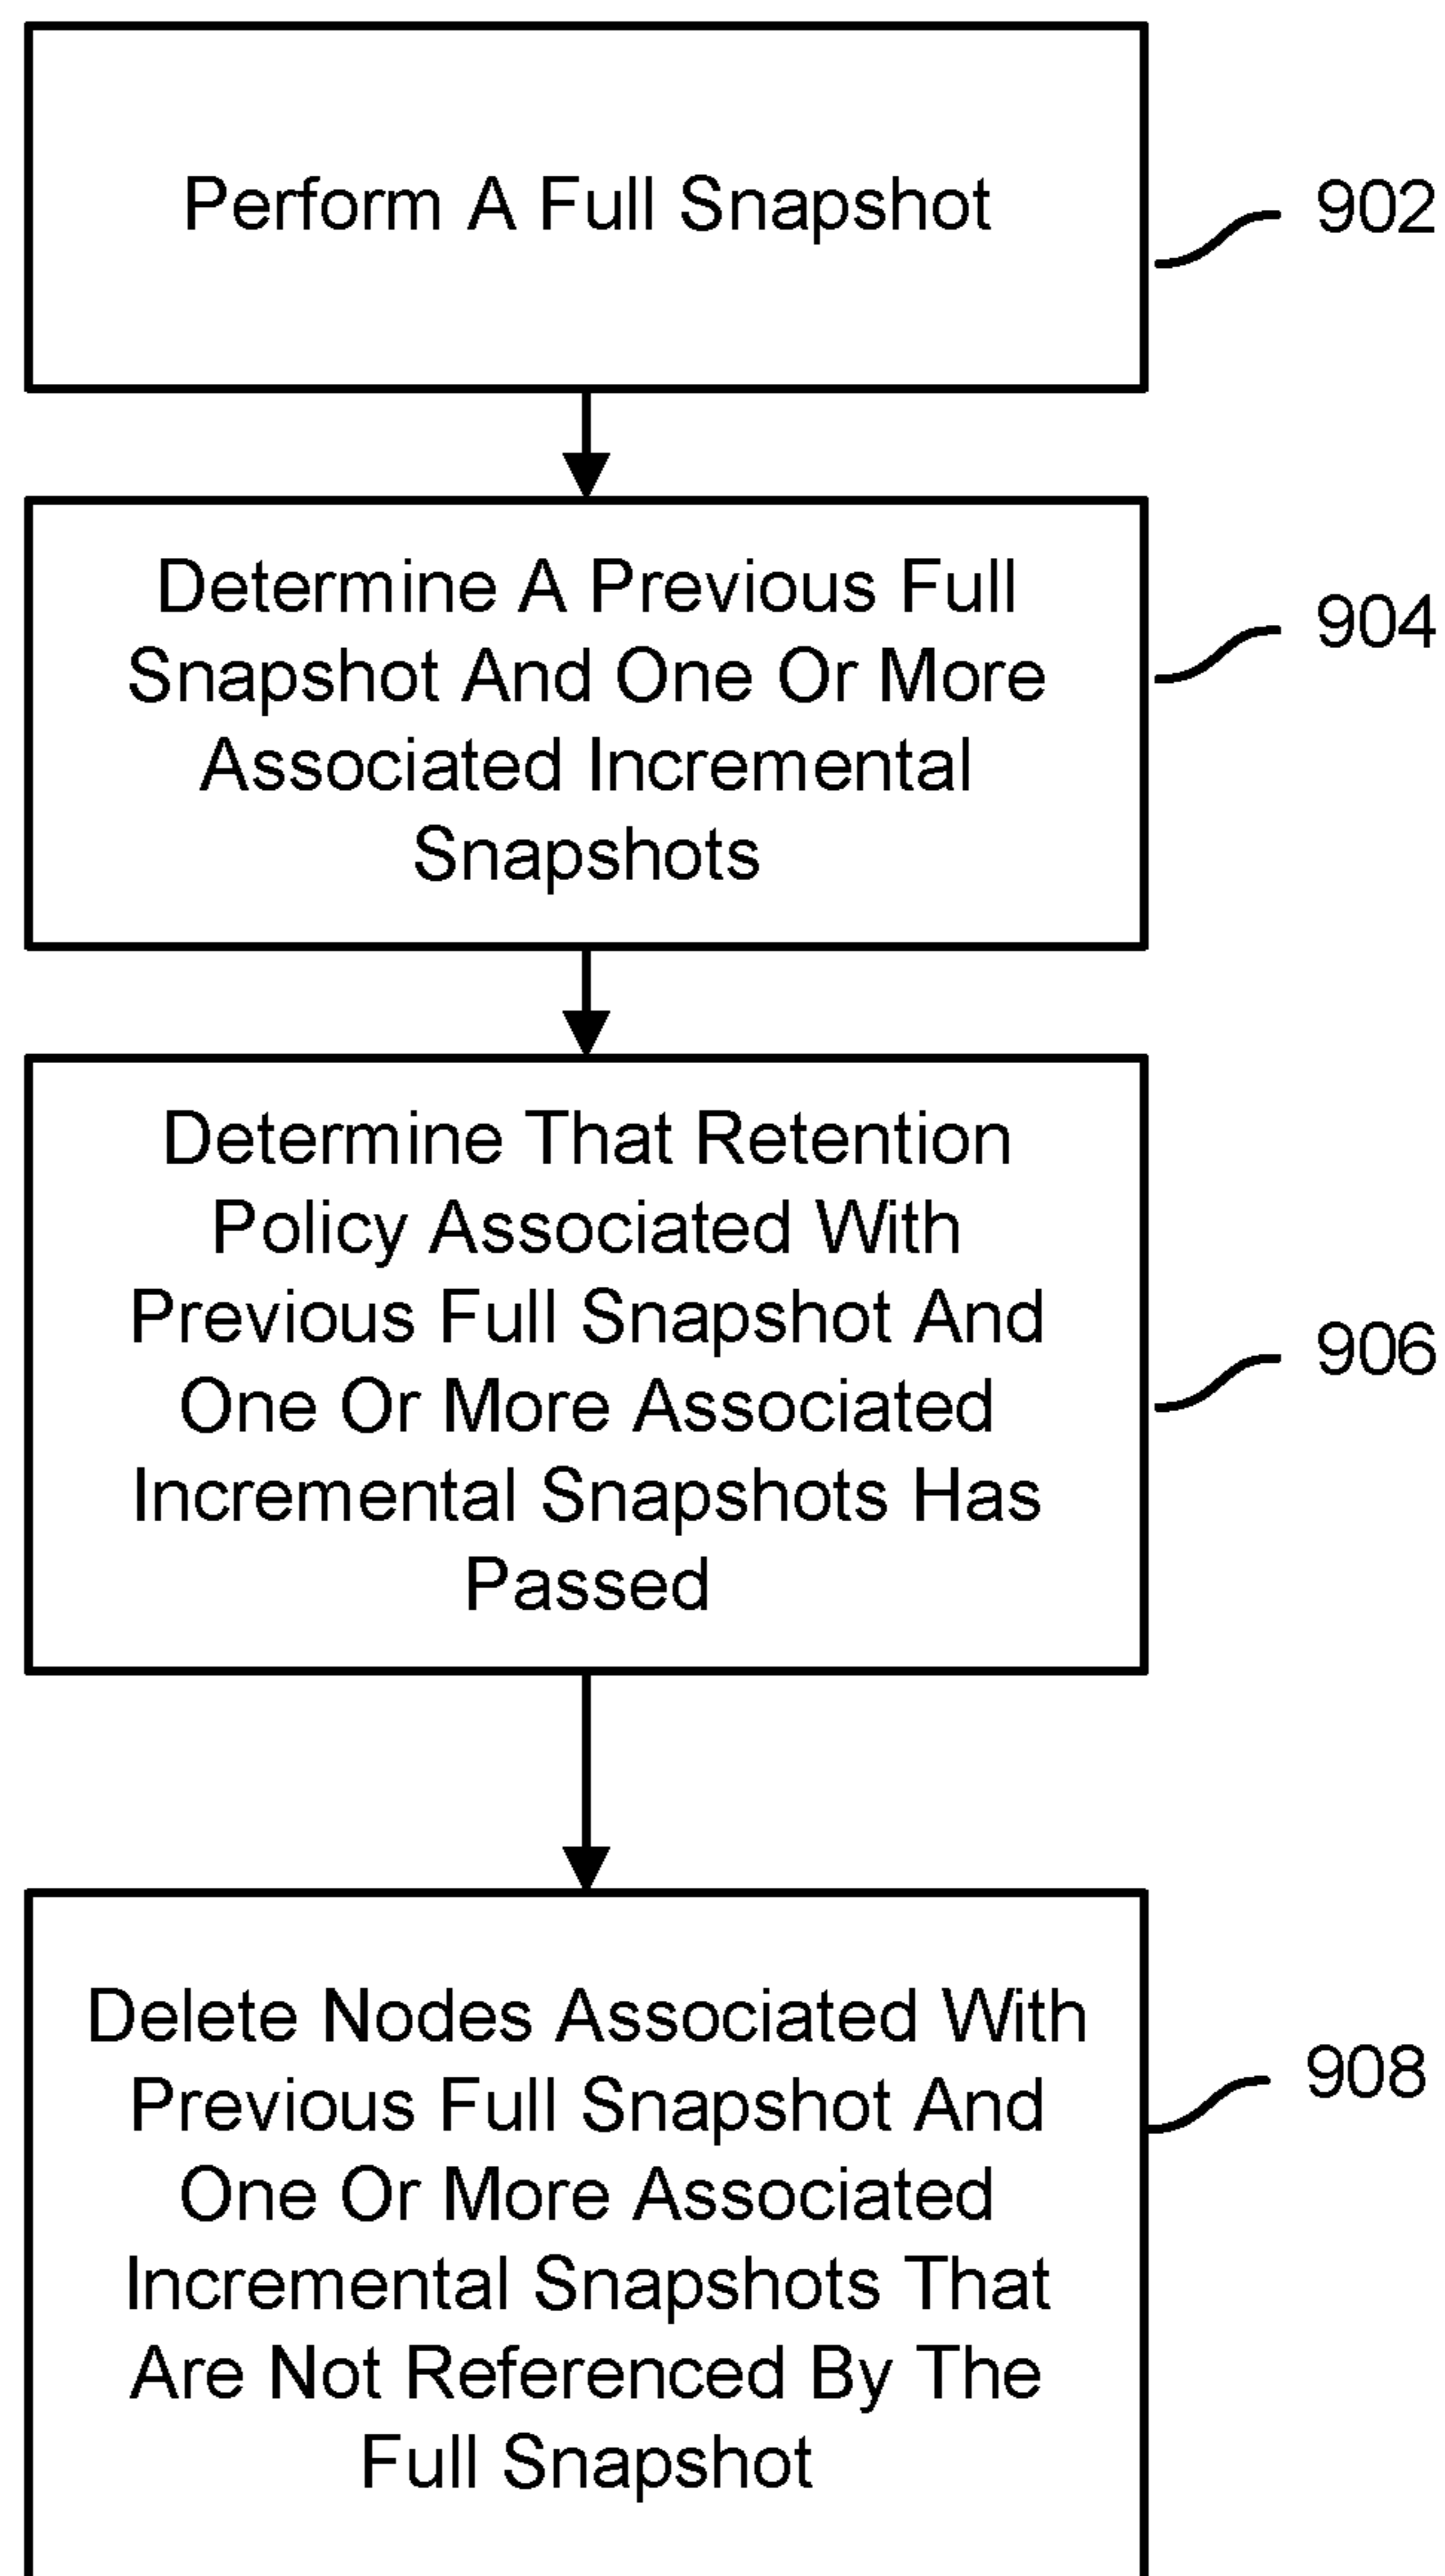 Perform A Full Snapshot
902
Determine A Previous Full
Snapshot And One Or More
Associated Incremental
Snapshots
904
Determine That Retention
Policy Associated With
Previous Full Snapshot And
One Or More Associated
Incremental Snapshots Has
Passed
906
Delete Nodes Associated With
Previous Full Snapshot And
One Or More Associated
Incremental Snapshots That
Are Not Referenced By The
Full Snapshot
908